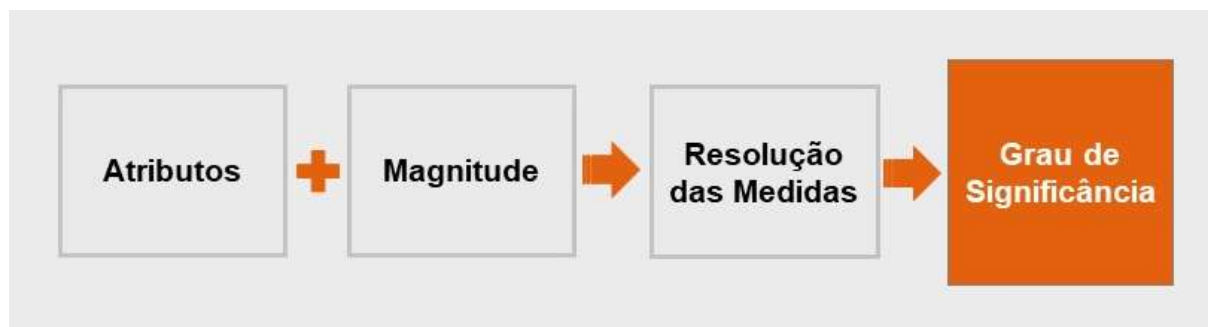 Atributos
Magnitude
Resolução
das Medidas
Grau de
Significância